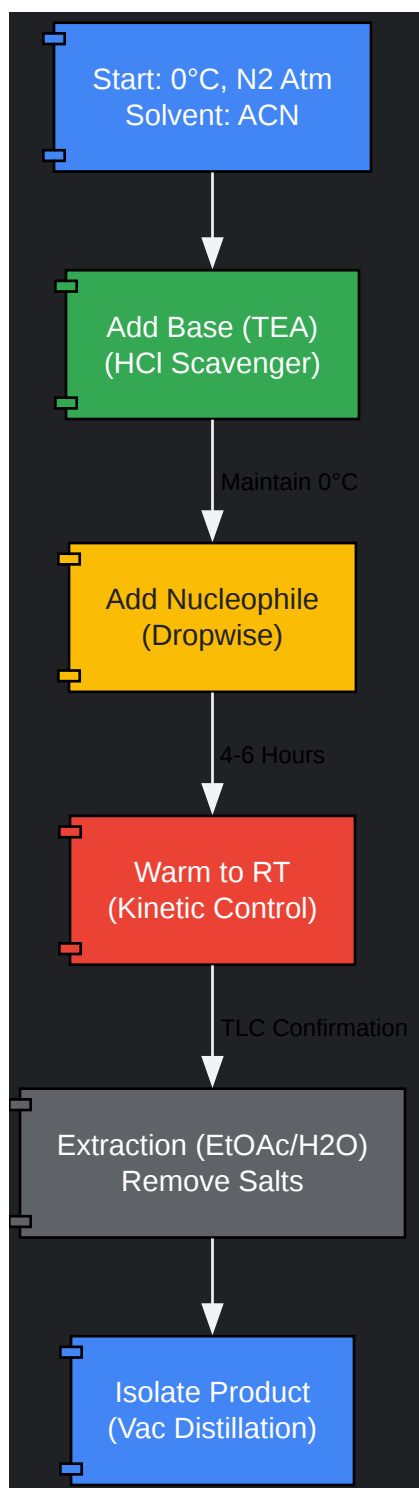 Start: 0°C, N2 Atm
Solvent: ACN
Add Base (TEA)
(HCl Scavenger)
Maintain 0°C
Add Nucleophile
(Dropwise)
4-6 Hours
Warm to RT
(Kinetic Control)
TLC Confirmation
Extraction (EtOAc/H2O)
Remove Salts
Isolate Product
(Vac Distillation)